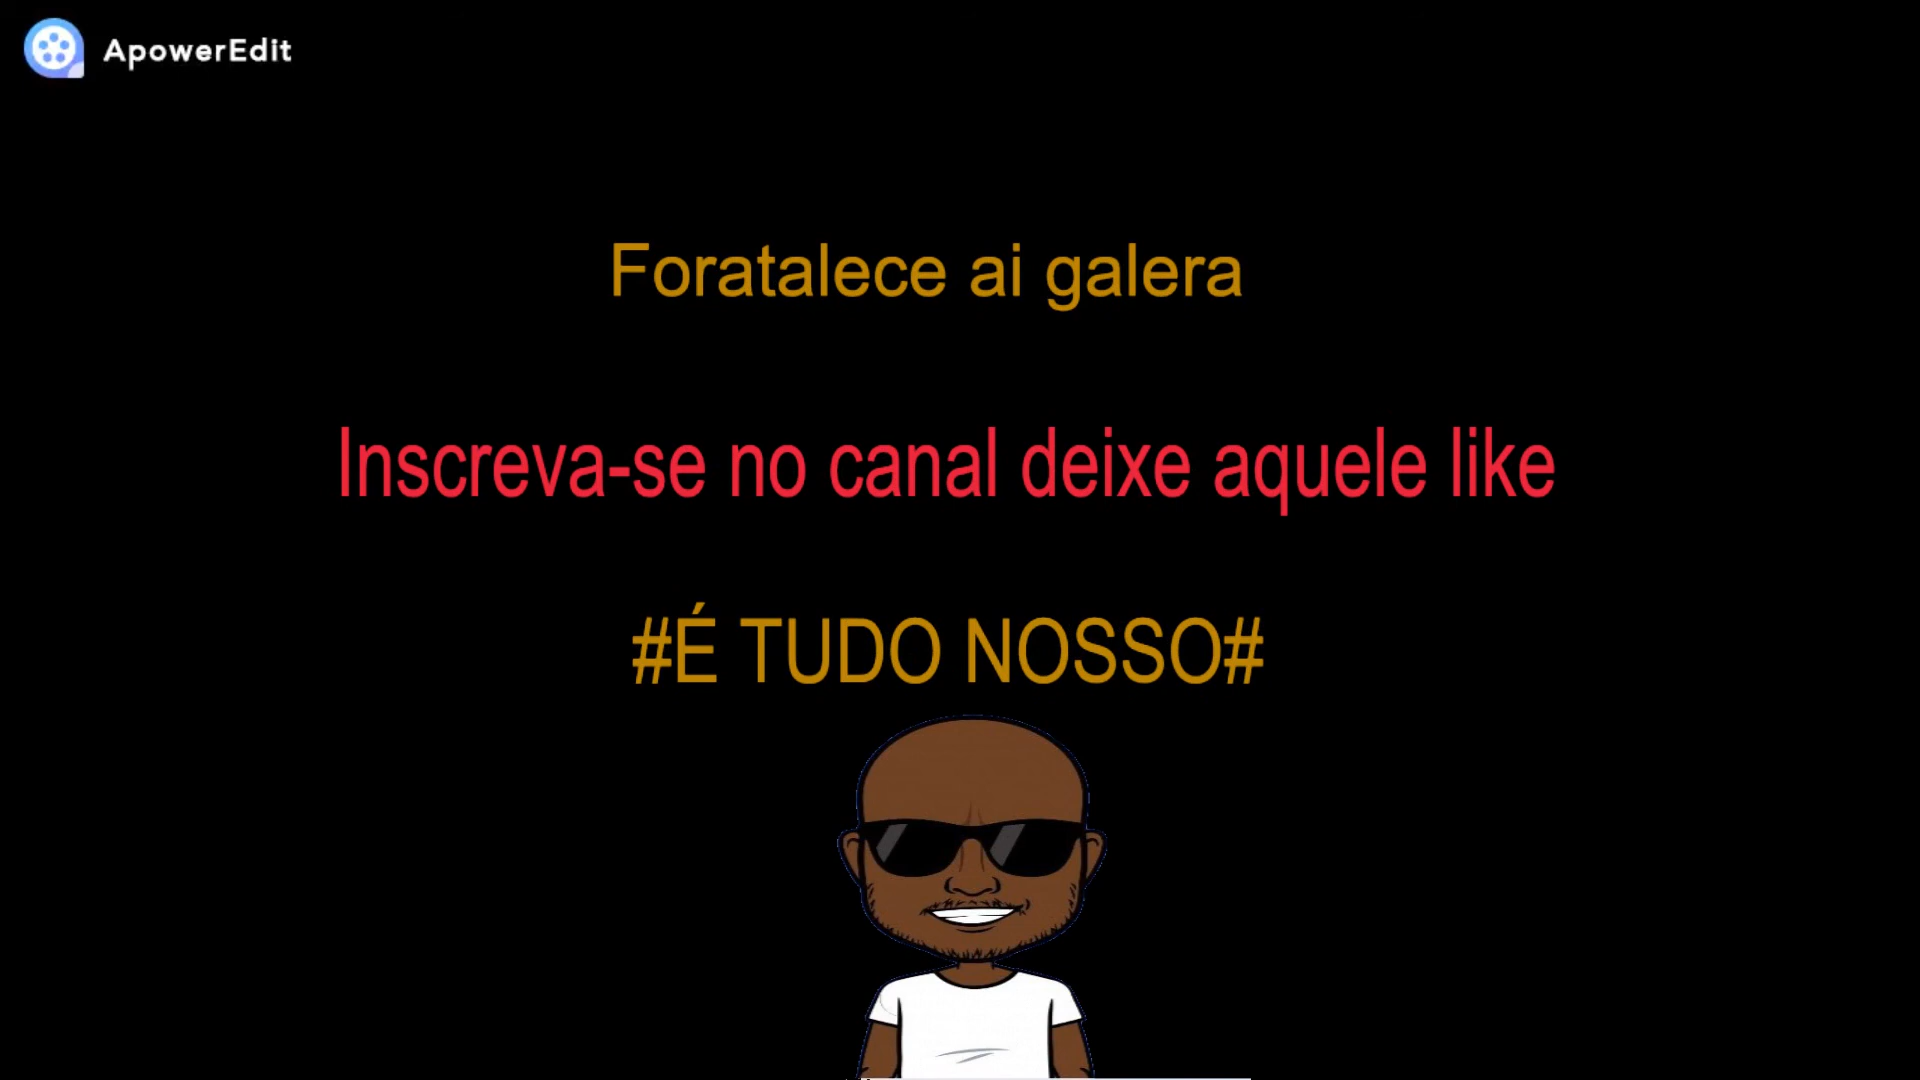 ApowerEdit
Foratalece ai galera
Inscreva-se no canal deixe aquele like
#É TUDO NOSSO#